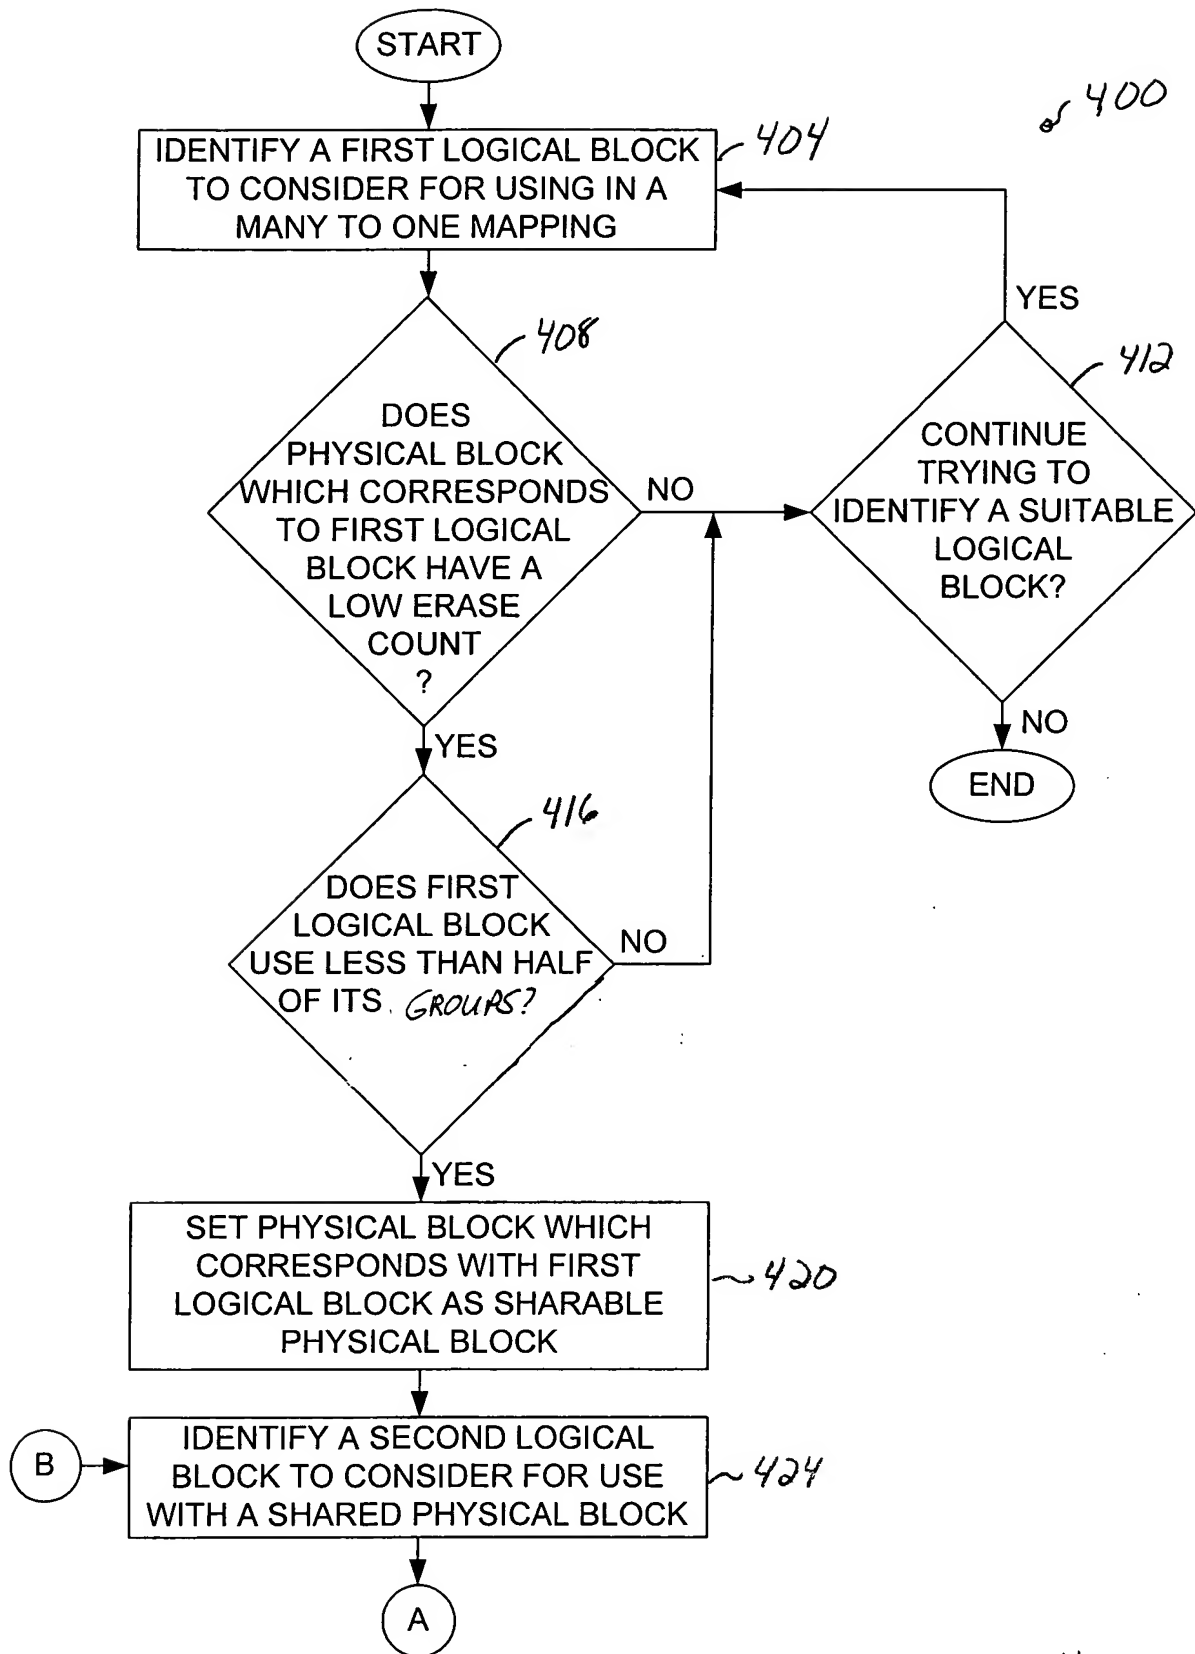 START
400
IDENTIFY A FIRST LOGICAL BLOCK
TO CONSIDER FOR USING IN A
MANY TO ONE MAPPING
404
YES
408
412
DOES
PHYSICAL BLOCK
WHICH CORRESPONDS
TO FIRST LOGICAL
BLOCK HAVE A
LOW ERASE
COUNT
?
NO
CONTINUE
TRYING TO
IDENTIFY A SUITABLE
LOGICAL
BLOCK?
YES
NO
END
416
DOES FIRST
LOGICAL BLOCK
USE LESS THAN HALF
OF ITS GROUPS?
NO
YES
SET PHYSICAL BLOCK WHICH
CORRESPONDS WITH FIRST
LOGICAL BLOCK AS SHARABLE
PHYSICAL BLOCK
420
B
IDENTIFY A SECOND LOGICAL
BLOCK TO CONSIDER FOR USE
WITH A SHARED PHYSICAL BLOCK
424
A